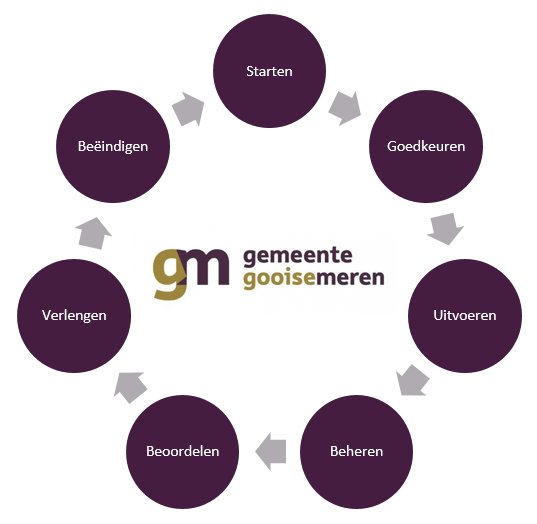 Starten
Goedkeuren
Uitvoeren
Beheren
Beoordelen
Verlengen
Beëindigen
gm gemeente
gooisemeren